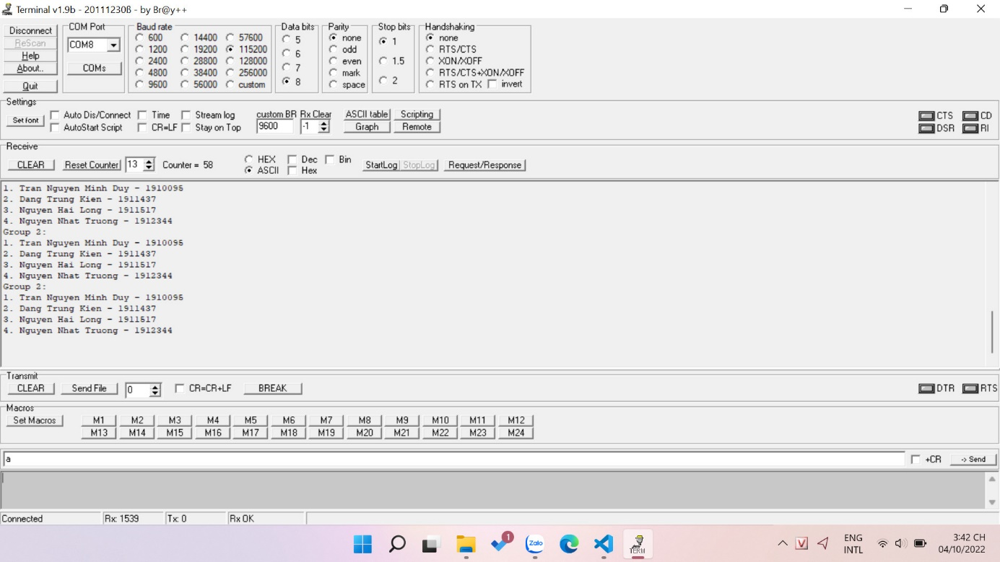 Terminal v1.9b - 20111230ß - by Br@y++
Disconnect
ReScan
Help
About..
Quit
COM Port
COM8
COMs
Baud rate
600 14400 57600
1200 19200 115200
2400 28800 128000
4800 38400 256000
9600 56000 custom
Data bits
5
6
7
8
Parity
none
odd
even
mark
space
Stop bits
1
1.5
2
Handshaking
none
RTS/CTS
XON/XOFF
RTS/CTS+XON/XOFF
RTS on TX invert
Settings
Set font
Auto Dis/Connect Time Stream log
AutoStart Script CR=LF Stay on Top
custom BR Rx Clear
9600 -1
ASCII table Scripting
Graph Remote
CTS CD
DSR RI
Receive
CLEAR Reset Counter 13 Counter = 58
HEX Dec Bin
ASCII Hex
StartLog StopLog Request/Response
1. Tran Nguyen Minh Duy - 1910095
2. Dang Trung Kien - 1911437
3. Nguyen Hai Long - 1911517
4. Nguyen Nhat Truong - 1912344
Group 2:
1. Tran Nguyen Minh Duy - 1910095
2. Dang Trung Kien - 1911437
3. Nguyen Hai Long - 1911517
4. Nguyen Nhat Truong - 1912344
Group 2:
1. Tran Nguyen Minh Duy - 1910095
2. Dang Trung Kien - 1911437
3. Nguyen Hai Long - 1911517
4. Nguyen Nhat Truong - 1912344
Transmit
CLEAR Send File 0 CR=CR+LF BREAK DTR RTS
Macros
Set Macros M1 M2 M3 M4 M5 M6 M7 M8 M9 M10 M11 M12
M13 M14 M15 M16 M17 M18 M19 M20 M21 M22 M23 M24
a +CR -> Send
Connected Rx: 1539 Tx: 0 Rx OK
1
Zalo
TERM
V
ENG
INTL
3:42 CH
04/10/2022